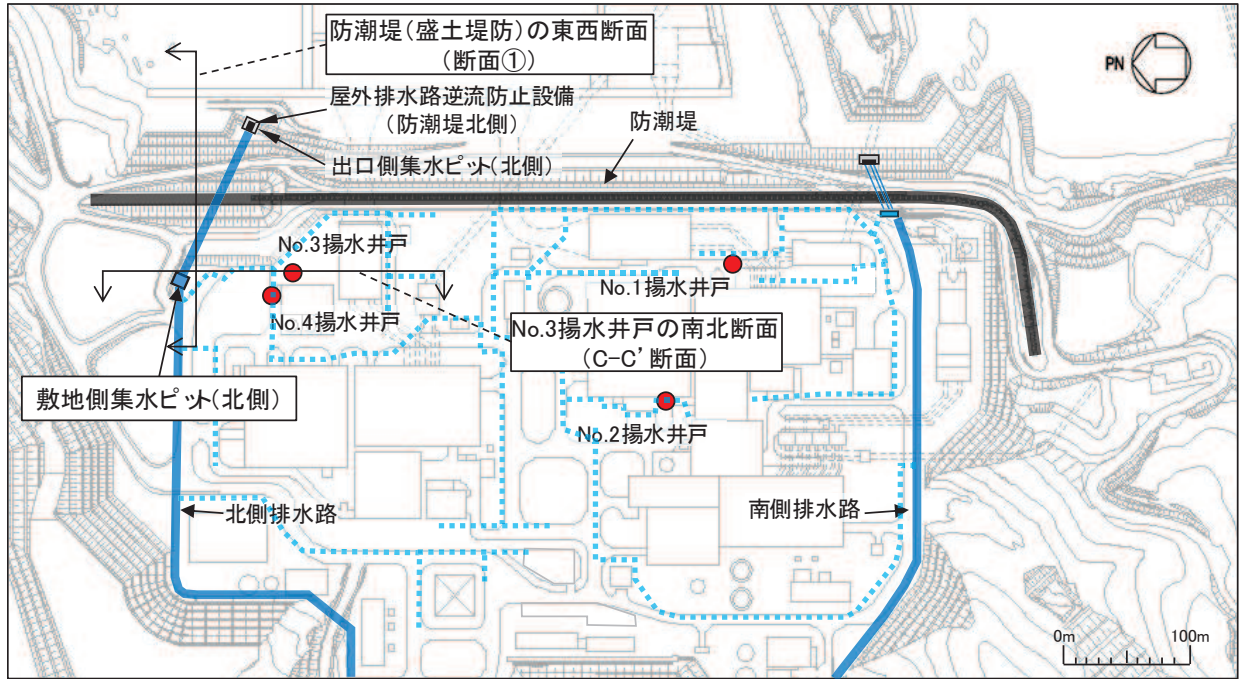 防潮堤(盛土堤防)の東西断面
(断面①)
PN
屋外排水路逆流防止設備
(防潮堤北側)
防潮堤
出口側集水ピット(北側)
No.3揚水井戸
No.1揚水井戸
No.4揚水井戸
No.3揚水井戸の南北断面
(C-C’断面)
敷地側集水ピット(北側)
No.2揚水井戸
北側排水路
南側排水路
0m 100m